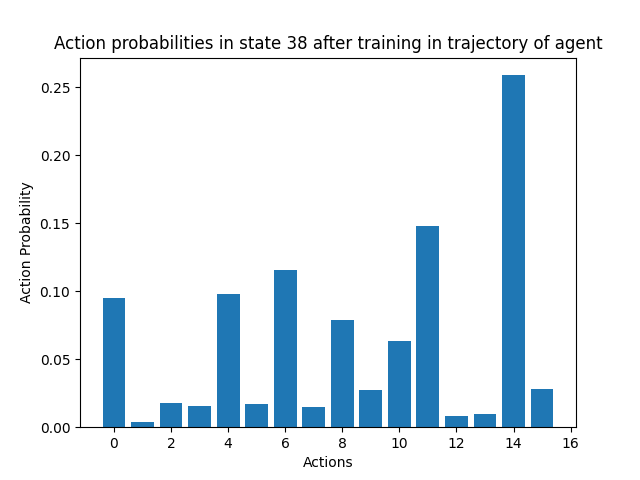 Action probabilities in state 38 after training in trajectory of agent
0.25
0.20
0.15
0.10
0.05
0.00
Action Probability
0 2 4 6 8 10 12 14 16
Actions